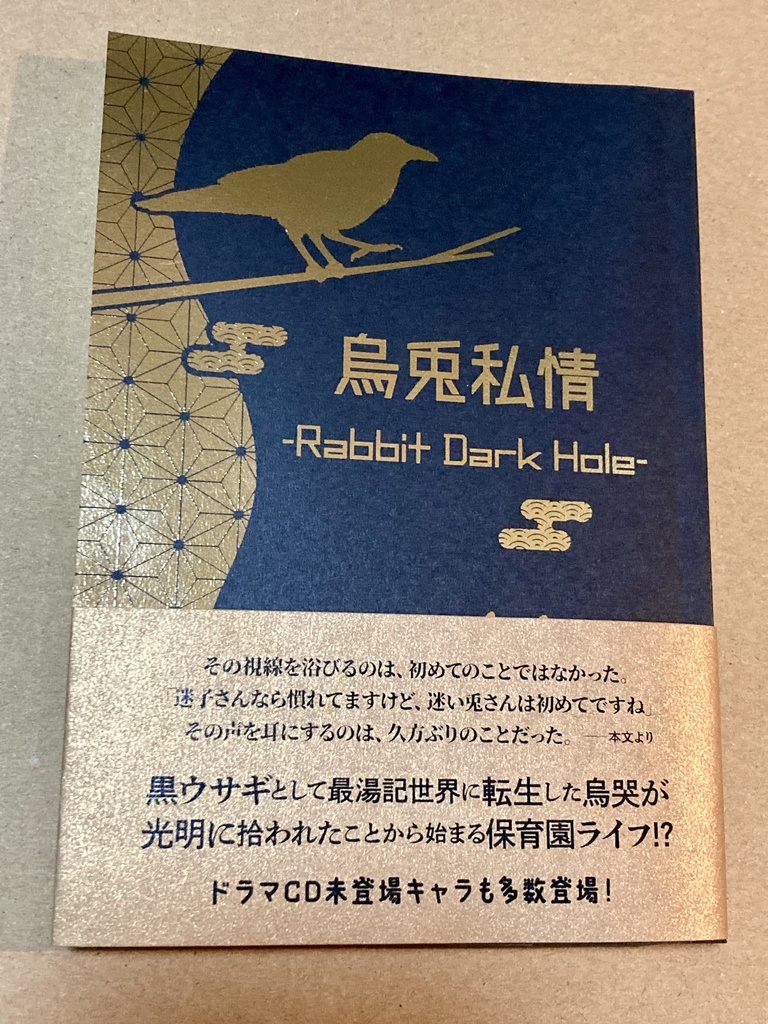 烏兎私情
-Rabbit Dark Hole-
その視線を浴びるのは、初めてのことではなかった。
「迷子さんなら慣れてますけど、迷い兎さんは初めてですね」
その声を耳にするのは、久方ぶりのことだった。 ──本文より
黒ウサギとして最湯記世界に転生した烏哭が
光明に拾われたことから始まる保育園ライフ!?
ドラマCD未登場キャラも多数登場！